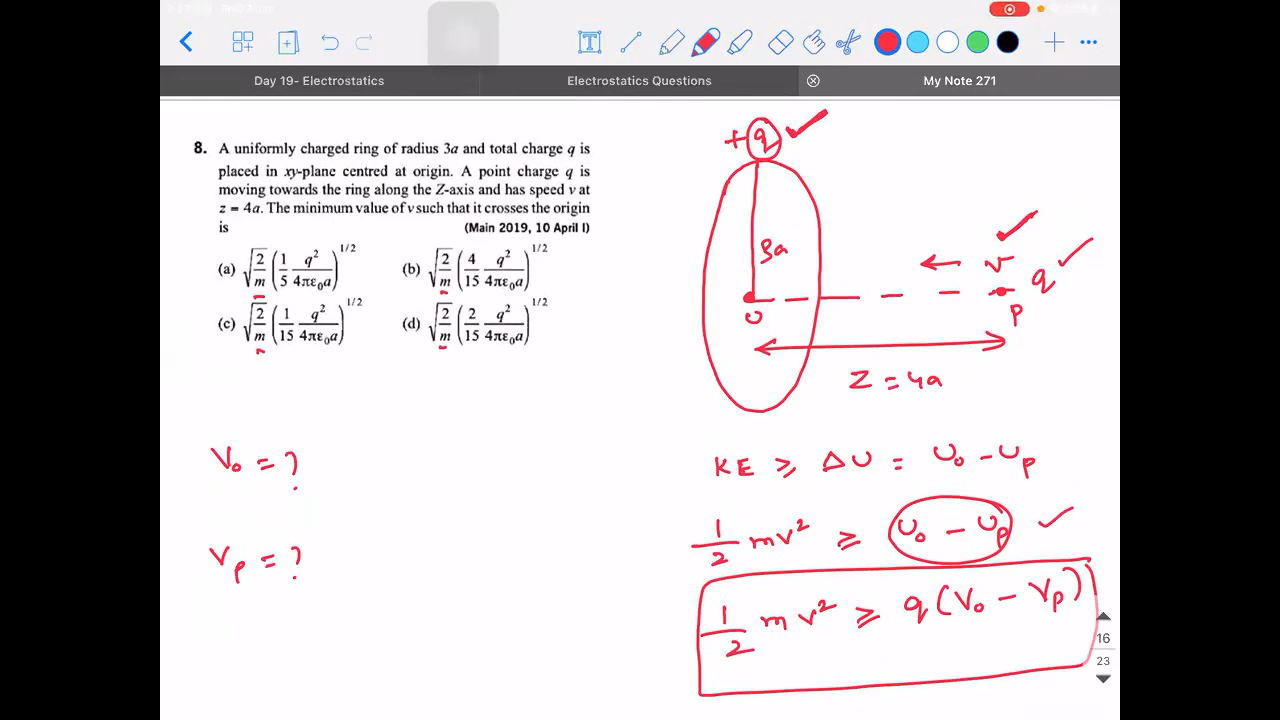 Day 19- Electrostatics
Electrostatics Questions
My Note 271
8. A uniformly charged ring of radius 3a and total charge q is
placed in xy-plane centred at origin. A point charge q is
moving towards the ring along the Z-axis and has speed v at
z = 4a. The minimum value of v such that it crosses the origin
is (Main 2019, 10 April I)
(a) √(2/m) (1/5 q²/4πε₀a)^1/2 (b) √(2/m) (4/15 q²/4πε₀a)^1/2
(c) √(2/m) (1/15 q²/4πε₀a)^1/2 (d) √(2/m) (2/15 q²/4πε₀a)^1/2
+q
3a
v
q
O
P
Z = 4a
V₀ = ?
Vₚ = ?
KE ≥ ΔU = U₀ - Uₚ
1/2 mv² ≥ U₀ - Uₚ
1/2 mv² ≥ q(V₀ - Vₚ)
16
23